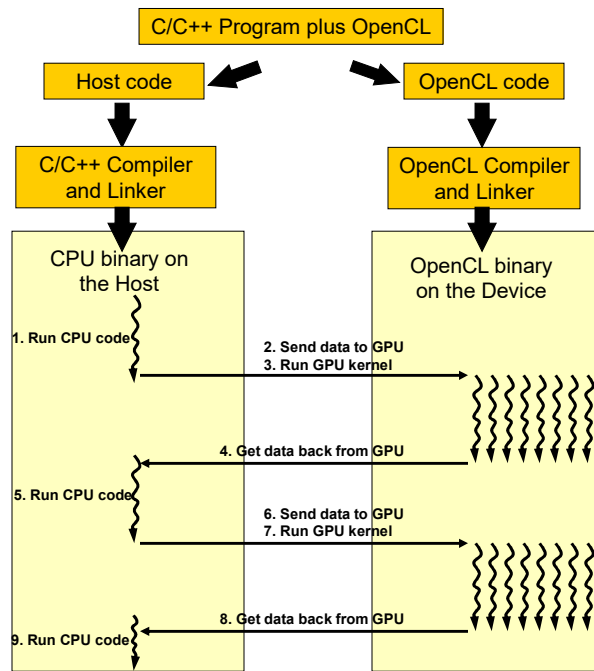 C/C++ Program plus OpenCL
Host code
OpenCL code
C/C++ Compiler
and Linker
OpenCL Compiler
and Linker
CPU binary on
the Host
OpenCL binary
on the Device
1. Run CPU code
2. Send data to GPU
3. Run GPU kernel
4. Get data back from GPU
5. Run CPU code
6. Send data to GPU
7. Run GPU kernel
8. Get data back from GPU
9. Run CPU code